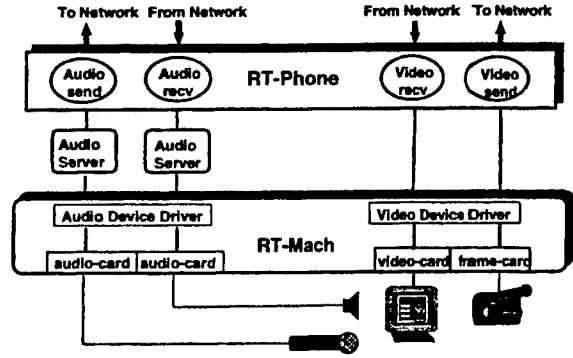 To Network From Network From Network To Network
Audio send
Audio recv
RT-Phone
Video recv
Video send
Audio Server
Audio Server
Audio Device Driver
Video Device Driver
RT-Mach
audio-card audio-card video-card frame-card